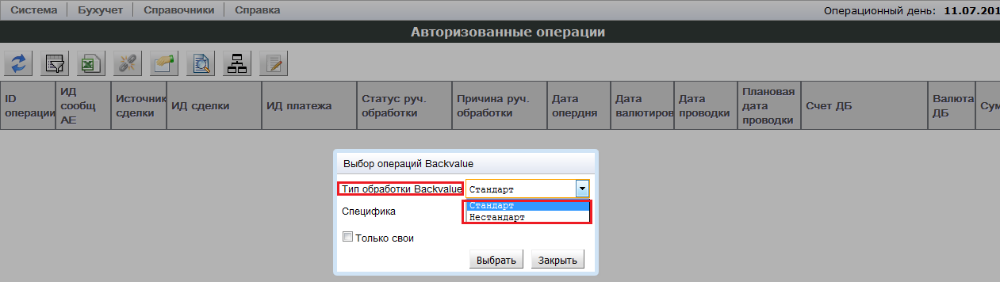 Система Бухучет Справочники Справка Операционный день: 11.07.201
Авторизованные операции
ID операции
ИД сообщ АЕ
Источник сделки
ИД сделки
ИД платежа
Статус руч. обработки
Причина руч. обработки
Дата опердня
Дата валютиров
Дата проводки
Плановая дата проводки
Счет ДБ
Валюта ДБ
Сум
Выбор операций Backvalue
Тип обработки Backvalue Стандарт
Стандарт
Специфика
Нестандарт
Только свои
Выбрать Закрыть